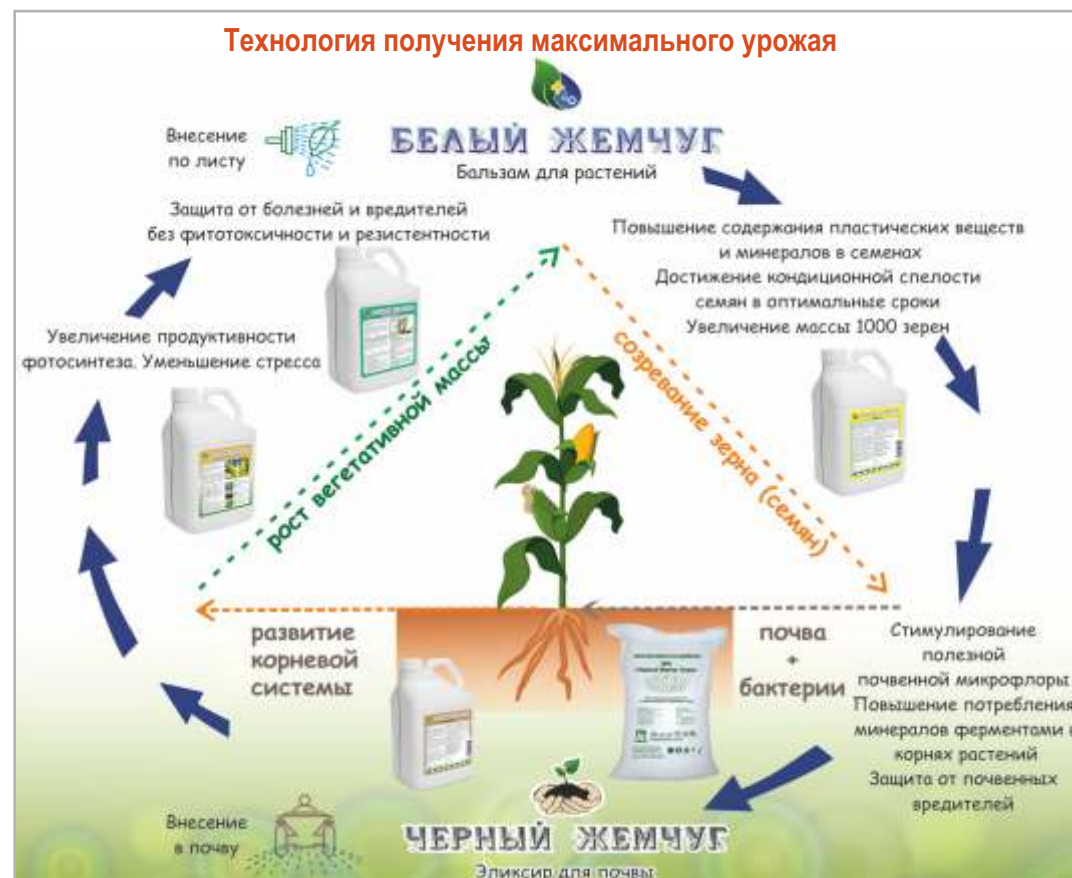 Технология получения максимального урожая
БЕЛЫЙ ЖЕМЧУГ
Бальзам для растений
Внесение
по листу
Защита от болезней и вредителей
без фитотоксичности и резистентности
Увеличение продуктивности
фотосинтеза. Уменьшение стресса
Повышение содержания пластических веществ
и минералов в семенах
Достижение кондиционной спелости
семян в оптимальные сроки
Увеличение массы 1000 зерен
рост вегетативной массы
созревание зерна (семян)
развитие
корневой
системы
почва
+
бактерии
Стимулирование
полезной
почвенной микрофлоры
Повышение потребления
минералов ферментами в
корнях растений
Защита от почвенных
вредителей
Внесение
в почву
ЧЕРНЫЙ ЖЕМЧУГ
Эликсир для почвы